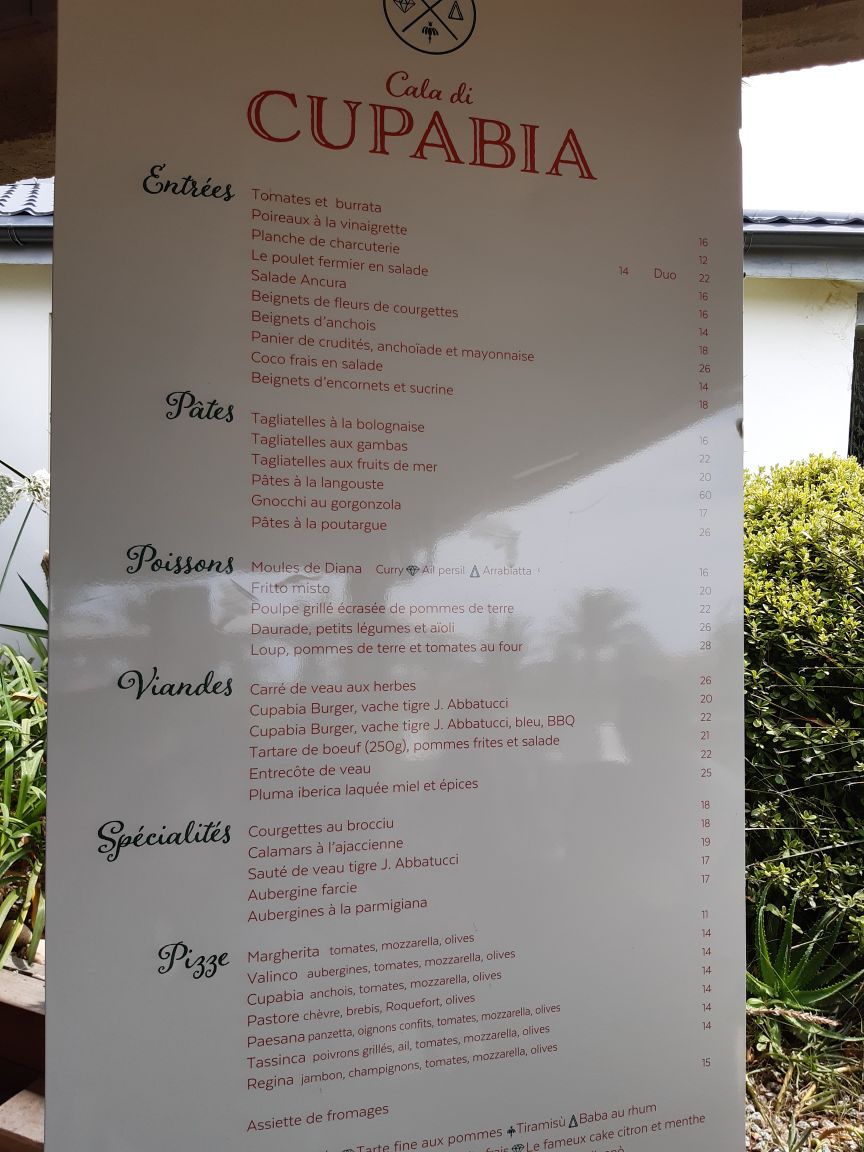 Cala di
CUPABIA
Entrées
Tomates et burrata 16
Poireaux à la vinaigrette 12
Planche de charcuterie 14 Duo 22
Le poulet fermier en salade 16
Salade Ancura 16
Beignets de fleurs de courgettes 14
Beignets d'anchois 18
Panier de crudités, anchoïade et mayonnaise 26
Coco frais en salade 14
Beignets d'encornets et sucrine 18
Pâtes
Tagliatelles à la bolognaise 16
Tagliatelles aux gambas 22
Tagliatelles aux fruits de mer 20
Pâtes à la langouste 60
Gnocchi au gorgonzola 17
Pâtes à la poutargue 26
Poissons
Moules de Diana Curry Ail persil Arrabiatta 16
Fritto misto 20
Poulpe grillé écrasée de pommes de terre 22
Daurade, petits légumes et aïoli 26
Loup, pommes de terre et tomates au four 28
Viandes
Carré de veau aux herbes 26
Cupabia Burger, vache tigre J. Abbatucci 20
Cupabia Burger, vache tigre J. Abbatucci, bleu, BBQ 22
Tartare de boeuf (250g), pommes frites et salade 21
Entrecôte de veau 22
Pluma iberica laquée miel et épices 25
Spécialités
Courgettes au brocciu 18
Calamars à l'ajaccienne 18
Sauté de veau tigre J. Abbatucci 19
Aubergine farcie 17
Aubergines à la parmigiana 17
Pizze
Margherita tomates, mozzarella, olives 11
Valinco aubergines, tomates, mozzarella, olives 14
Cupabia anchois, tomates, mozzarella, olives 14
Pastore chèvre, brebis, Roquefort, olives 14
Paesana panzetta, oignons confits, tomates, mozzarella, olives 14
Tassinca poivrons grillés, ail, tomates, mozzarella, olives 14
Regina jambon, champignons, tomates, mozzarella, olives 14
Assiette de fromages 15
Tarte fine aux pommes Tiramisù Baba au rhum
frais Le fameux cake citron et menthe